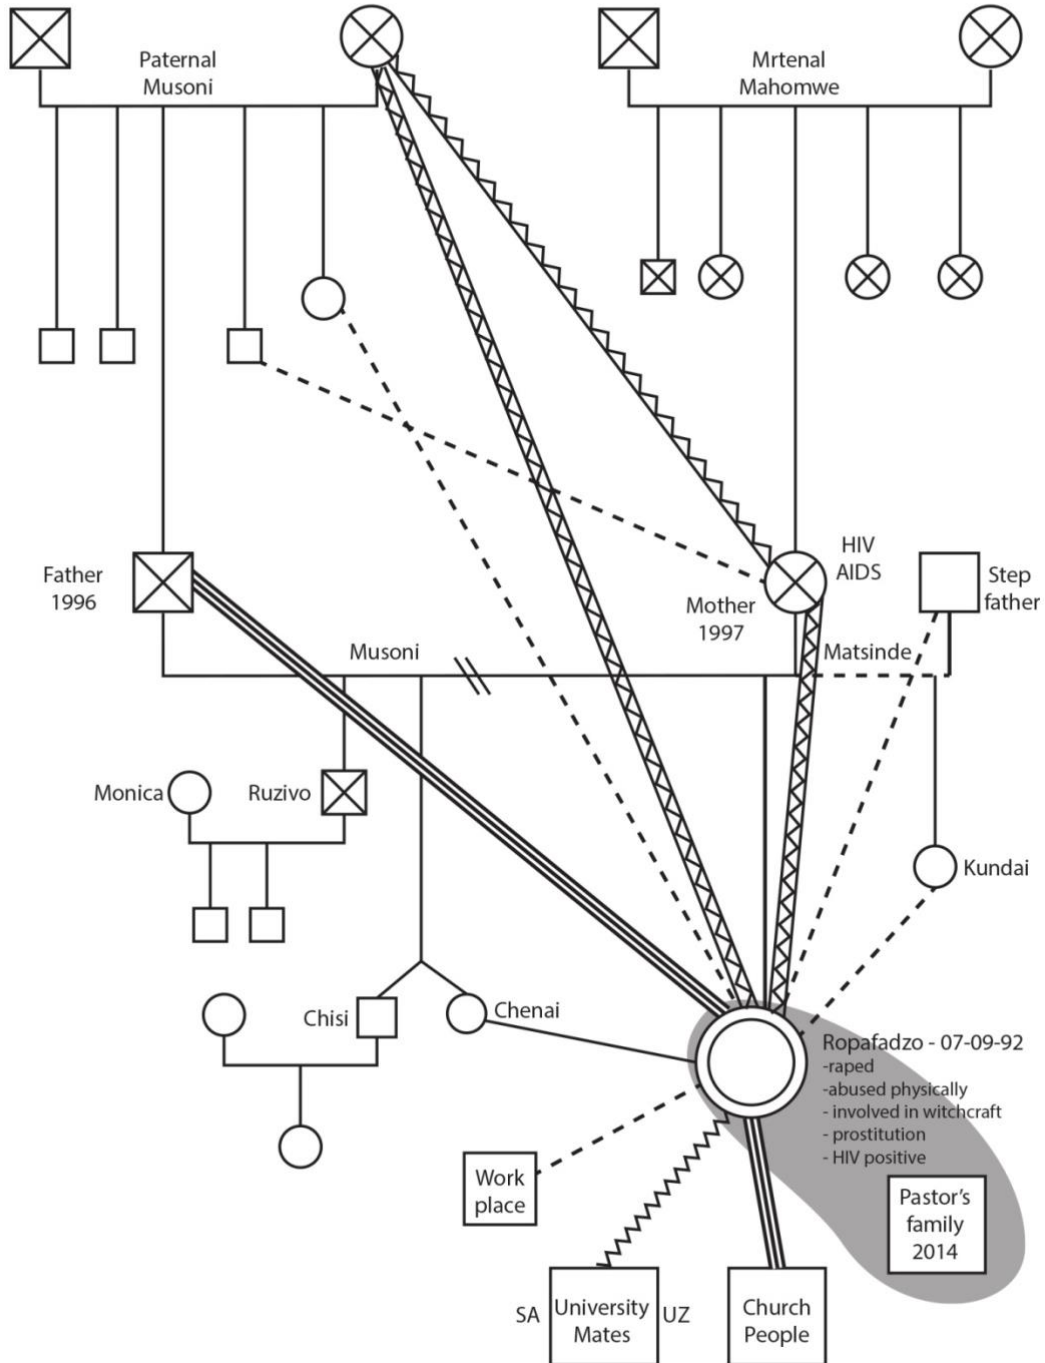 Paternal
Musoni
Mrtenal
Mahomwe
Father
1996
HIV
AIDS
Mother
1997
Step
father
Musoni
Matsinde
Monica
Ruzivo
Kundai
Chisi
Chenai
Ropafadzo - 07-09-92
-raped
-abused physically
- involved in witchcraft
- prostitution
- HIV positive
Work
place
Pastor's
family
2014
SA
University
Mates
UZ
Church
People